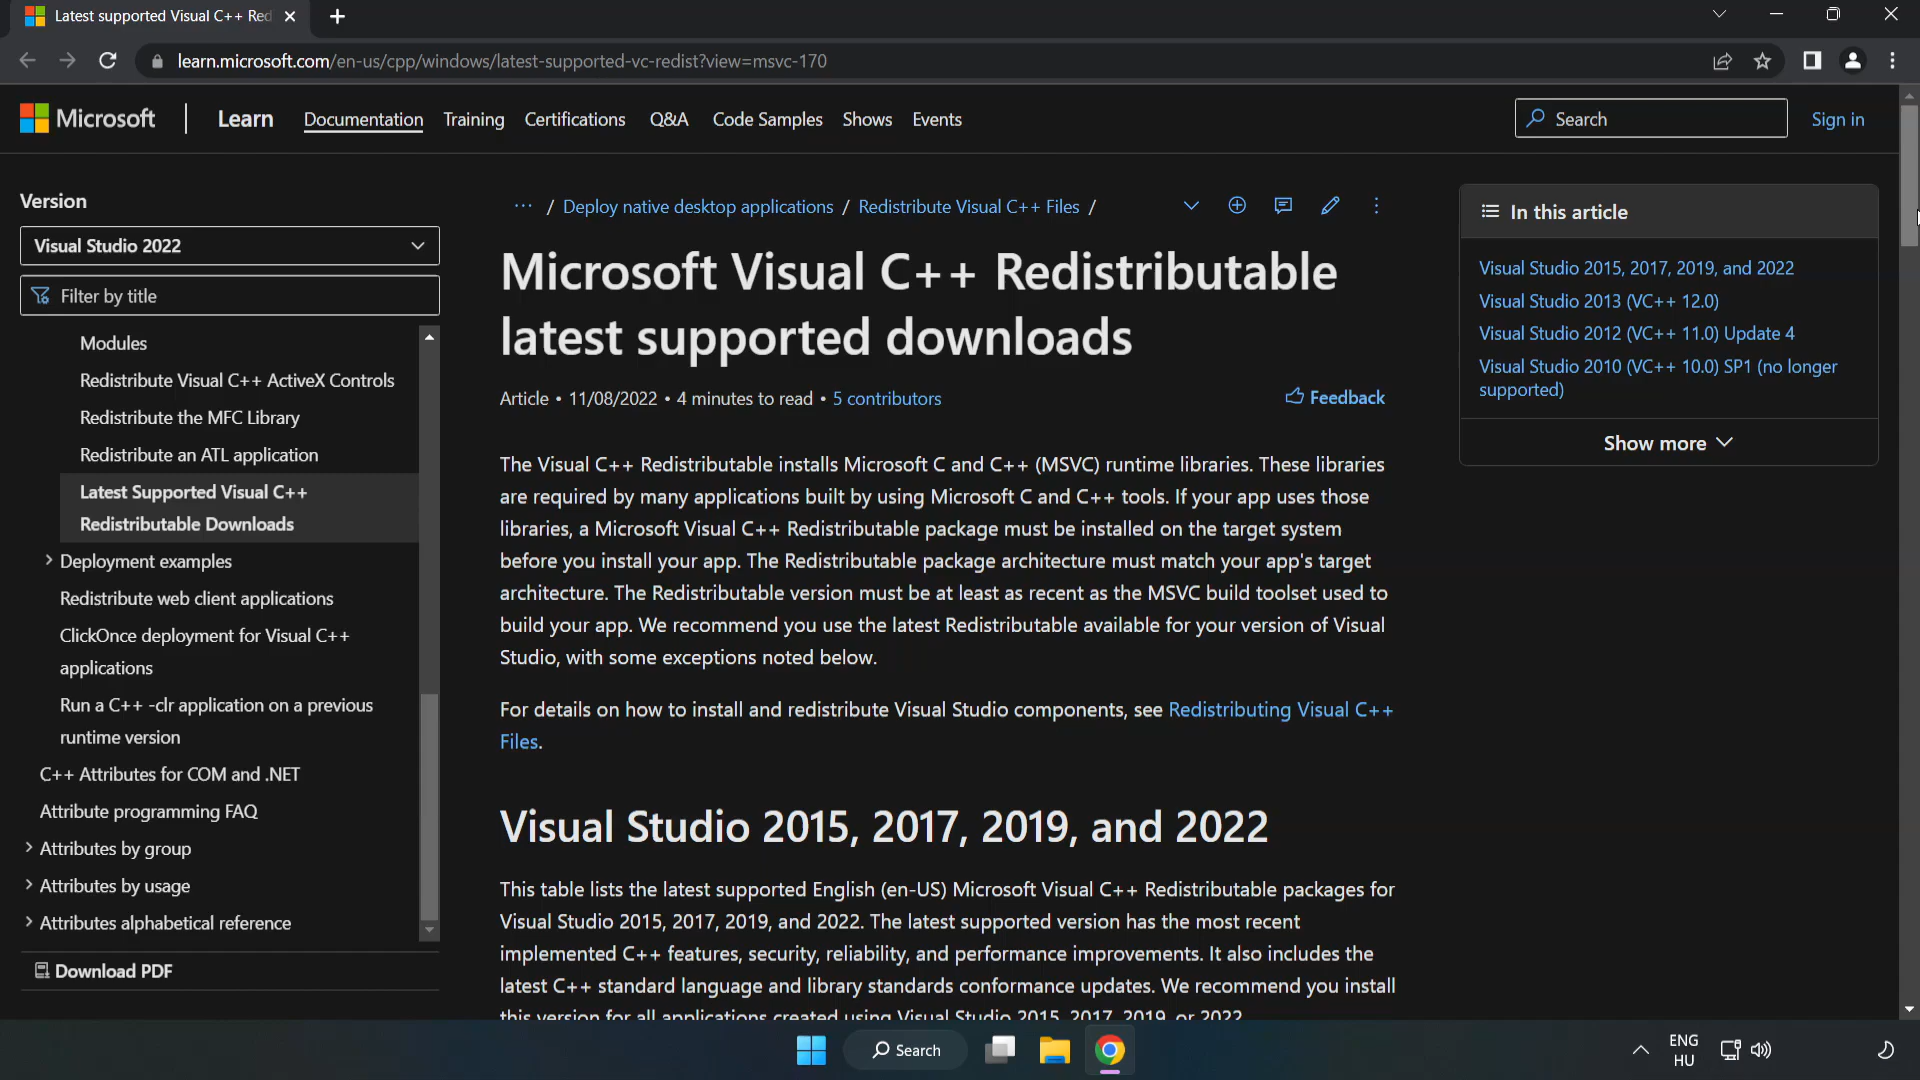 Latest supported Visual C++ Red
learn.microsoft.com/en-us/cpp/windows/latest-supported-vc-redist?view=msvc-170
Microsoft
Learn
Documentation
Training
Certifications
Q&A
Code Samples
Shows
Events
Search
Sign in
Version
Visual Studio 2022
Filter by title
Modules
Redistribute Visual C++ ActiveX Controls
Redistribute the MFC Library
Redistribute an ATL application
Latest Supported Visual C++
Redistributable Downloads
Deployment examples
Redistribute web client applications
ClickOnce deployment for Visual C++
applications
Run a C++ -clr application on a previous
runtime version
C++ Attributes for COM and .NET
Attribute programming FAQ
Attributes by group
Attributes by usage
Attributes alphabetical reference
Download PDF
… / Deploy native desktop applications / Redistribute Visual C++ Files /
Microsoft Visual C++ Redistributable
latest supported downloads
Article • 11/08/2022 • 4 minutes to read • 5 contributors
Feedback
The Visual C++ Redistributable installs Microsoft C and C++ (MSVC) runtime libraries. These libraries
are required by many applications built by using Microsoft C and C++ tools. If your app uses those
libraries, a Microsoft Visual C++ Redistributable package must be installed on the target system
before you install your app. The Redistributable package architecture must match your app's target
architecture. The Redistributable version must be at least as recent as the MSVC build toolset used to
build your app. We recommend you use the latest Redistributable available for your version of Visual
Studio, with some exceptions noted below.
For details on how to install and redistribute Visual Studio components, see Redistributing Visual C++
Files.
Visual Studio 2015, 2017, 2019, and 2022
This table lists the latest supported English (en-US) Microsoft Visual C++ Redistributable packages for
Visual Studio 2015, 2017, 2019, and 2022. The latest supported version has the most recent
implemented C++ features, security, reliability, and performance improvements. It also includes the
latest C++ standard language and library standards conformance updates. We recommend you install
this version for all applications created using Visual Studio 2015, 2017, 2019, or 2022.
In this article
Visual Studio 2015, 2017, 2019, and 2022
Visual Studio 2013 (VC++ 12.0)
Visual Studio 2012 (VC++ 11.0) Update 4
Visual Studio 2010 (VC++ 10.0) SP1 (no longer
supported)
Show more
Search
ENG
HU